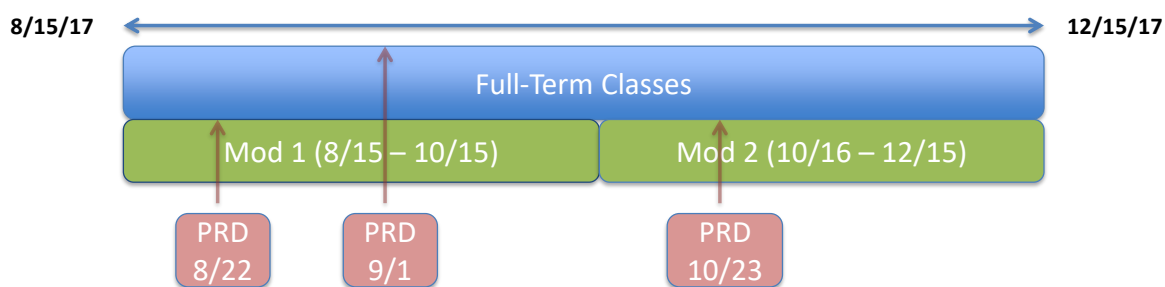 8/15/17
12/15/17
Full-Term Classes
Mod 1 (8/15 – 10/15)
Mod 2 (10/16 – 12/15)
PRD
8/22
PRD
9/1
PRD
10/23